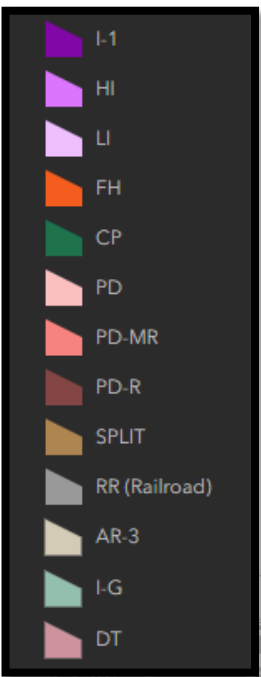 I-1
HI
LI
FH
CP
PD
PD-MR
PD-R
SPLIT
RR (Railroad)
AR-3
I-G
DT